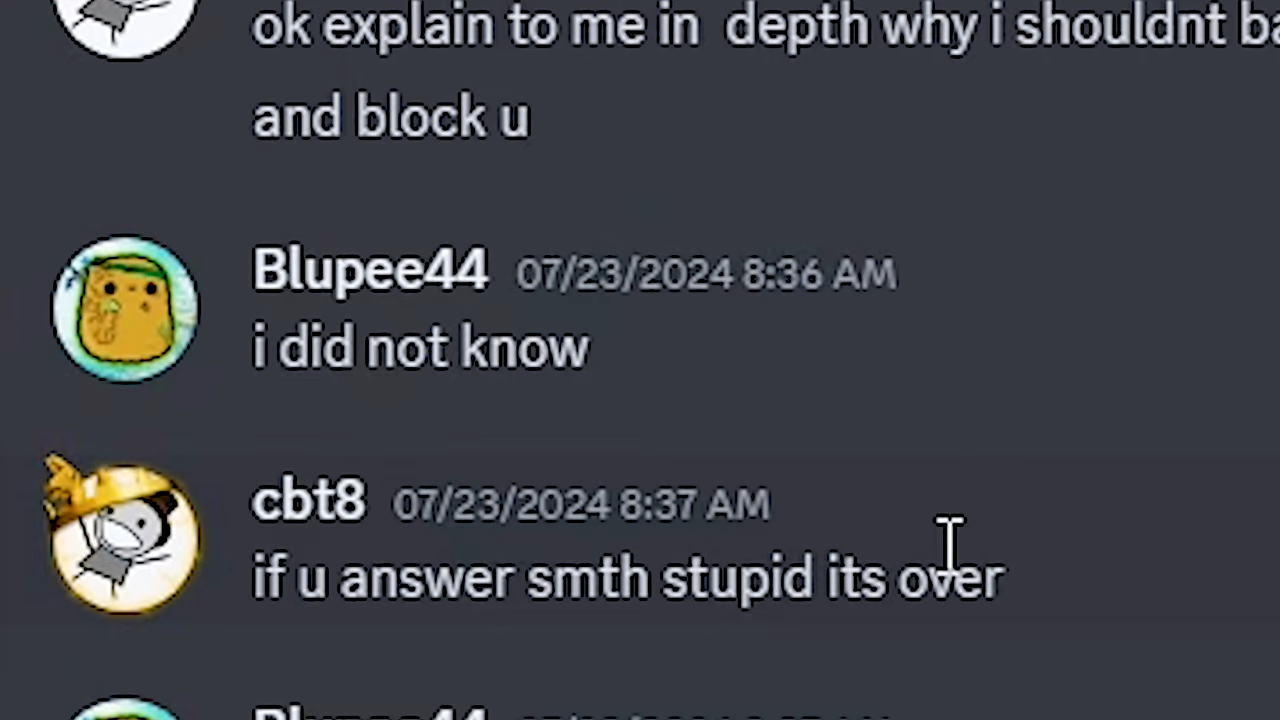 ok explain to me in  depth why i shouldnt
and block u
Blupee44 07/23/2024 8:36 AM
i did not know
cbt8 07/23/2024 8:37 AM
if u answer smth stupid its over
Blupee44